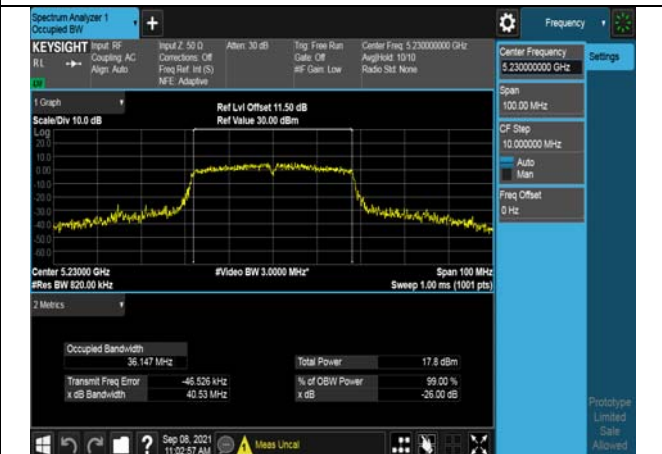 Spectrum Analyzer 1
Occupied BW
Frequency
KEYSIGHT
RL
Input: RF
Coupling: AC
Align: Auto
Input Z: 50 Ω
Corrections: Off
Freq Ref: Int (S)
NFE: Adaptive
Atten: 30 dB
Trig: Free Run
Gate: Off
#IF Gain: Low
Center Freq: 5.230000000 GHz
Avg|Hold: 10/10
Radio Std: None
Center Frequency
5.230000000 GHz
Settings
Span
100.00 MHz
CF Step
10.000000 MHz
Auto
Man
Freq Offset
0 Hz
1 Graph
Scale/Div 10.0 dB
Ref Lvl Offset 11.50 dB
Ref Value 30.00 dBm
Log
20.0
10.0
0.00
-10.0
-20.0
-30.0
-40.0
-50.0
-60.0
Center 5.23000 GHz
#Video BW 3.0000 MHz*
Span 100 MHz
#Res BW 820.00 kHz
Sweep 1.00 ms (1001 pts)
2 Metrics
Occupied Bandwidth
36.147 MHz
Total Power
17.8 dBm
Transmit Freq Error
-46.526 kHz
% of OBW Power
99.00 %
x dB Bandwidth
40.53 MHz
x dB
-26.00 dB
Prototype
Limited
Sale
Allowed
?
Sep 08, 2021
11:02:57 AM
Meas Uncal